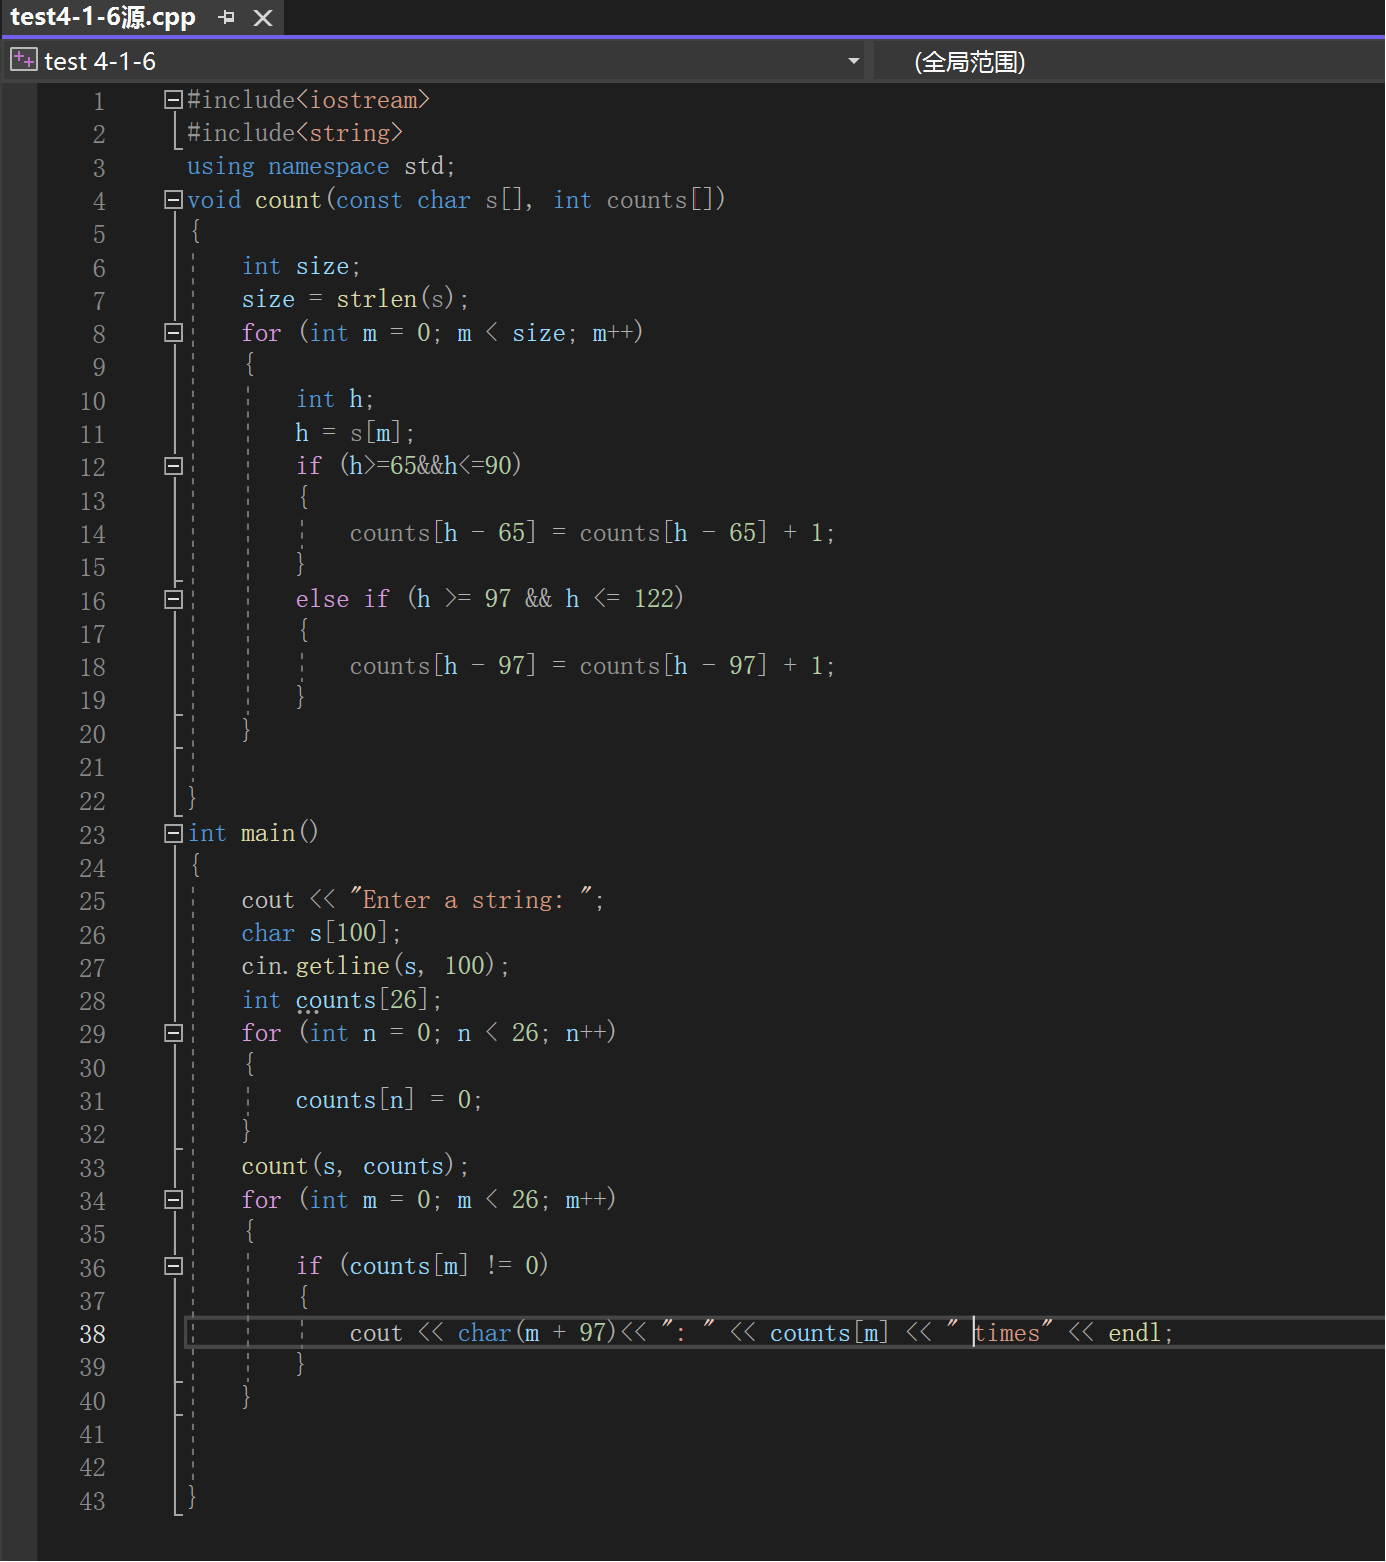 test4-1-6源.cpp
test 4-1-6 (全局范围)
1 #include<iostream>
2 #include<string>
3 using namespace std;
4 void count(const char s[], int counts[])
5 {
6 int size;
7 size = strlen(s);
8 for (int m = 0; m < size; m++)
9 {
10 int h;
11 h = s[m];
12 if (h>=65&&h<=90)
13 {
14 counts[h - 65] = counts[h - 65] + 1;
15 }
16 else if (h >= 97 && h <= 122)
17 {
18 counts[h - 97] = counts[h - 97] + 1;
19 }
20 }
21
22 }
23 int main()
24 {
25 cout << "Enter a string: ";
26 char s[100];
27 cin.getline(s, 100);
28 int counts[26];
29 for (int n = 0; n < 26; n++)
30 {
31 counts[n] = 0;
32 }
33 count(s, counts);
34 for (int m = 0; m < 26; m++)
35 {
36 if (counts[m] != 0)
37 {
38 cout << char(m + 97)<< ": " << counts[m] << " times" << endl;
39 }
40 }
41
42
43 }